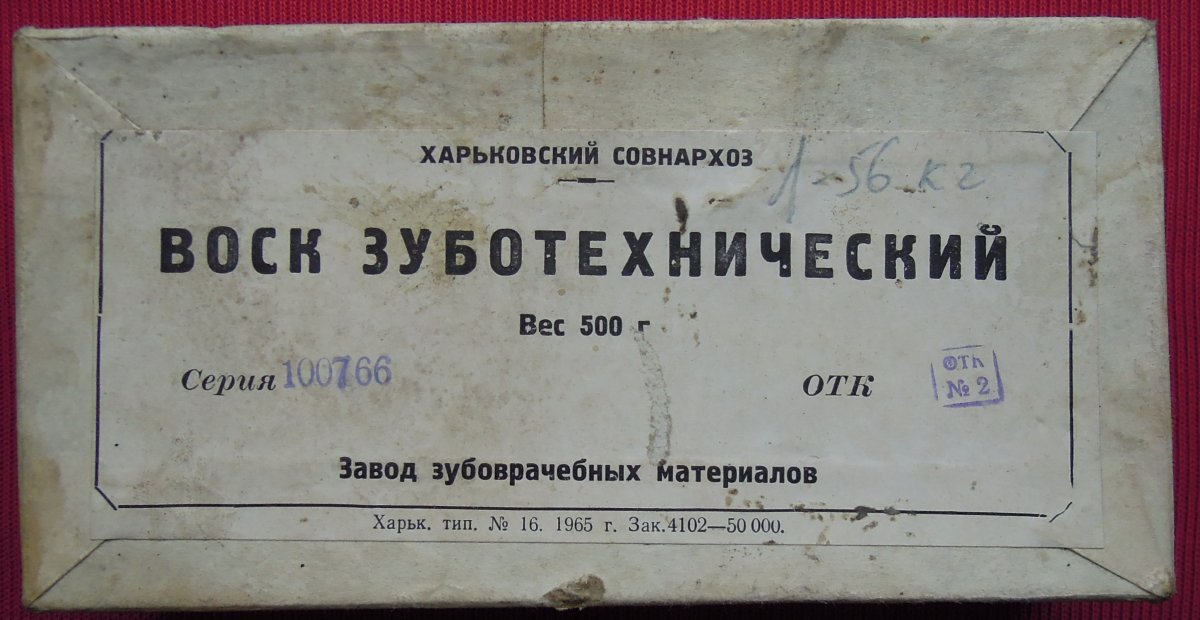 ХАРЬКОВСКИЙ СОВНАРХОЗ
1-56 кг
ВОСК ЗУБОТЕХНИЧЕСКИЙ
Вес 500 г
Серия 100766 ОТК ОТК
№ 2
Завод зубоврачебных материалов
Харьк. тип. № 16. 1965 г. Зак.4102—50 000.